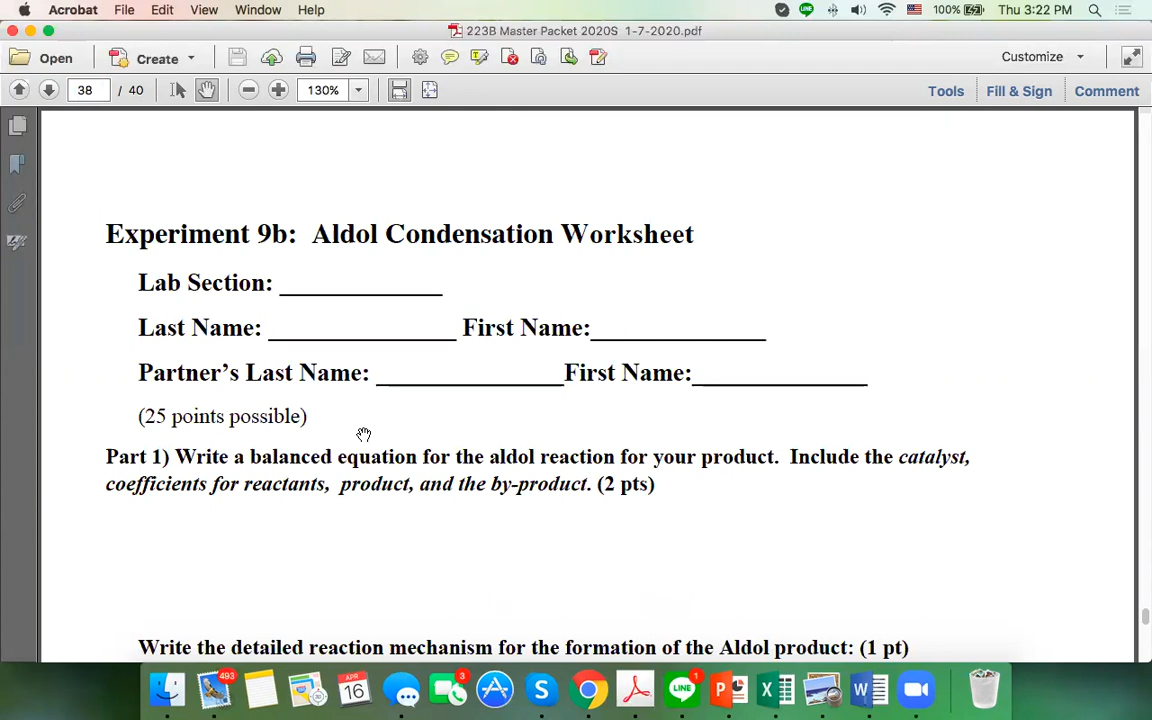 Acrobat File Edit View Window Help 100% Thu 3:22 PM
223B Master Packet 2020S 1-7-2020.pdf
Open Create Customize
38 / 40 130% Tools Fill & Sign Comment
Experiment 9b: Aldol Condensation Worksheet
Lab Section: ____________
Last Name: ______________ First Name:_____________
Partner’s Last Name: ______________First Name:_____________
(25 points possible)
Part 1) Write a balanced equation for the aldol reaction for your product. Include the catalyst,
coefficients for reactants, product, and the by-product. (2 pts)
Write the detailed reaction mechanism for the formation of the Aldol product: (1 pt)
493 APR 3 1
16